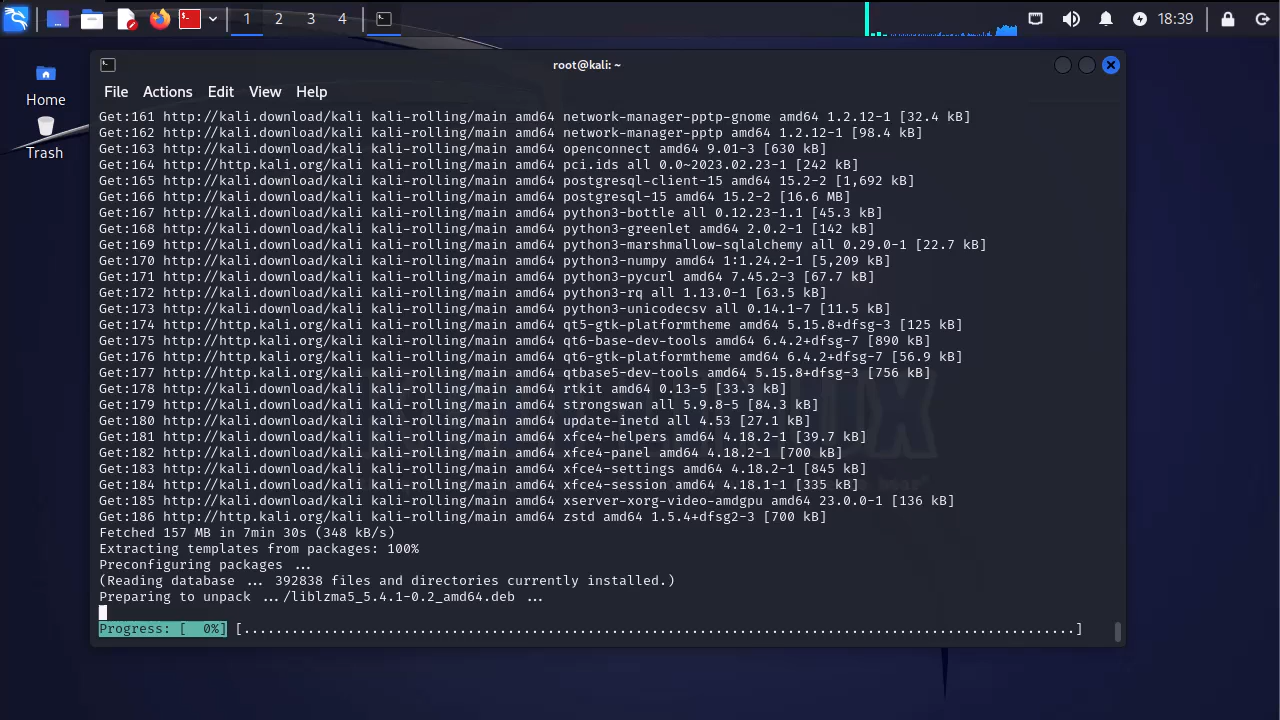 1 2 3 4
18:39
root@kali: ~
Home
Trash
File Actions Edit View Help
Get:161 http://kali.download/kali kali-rolling/main amd64 network-manager-pptp-gnome amd64 1.2.12-1 [32.4 kB]
Get:162 http://kali.download/kali kali-rolling/main amd64 network-manager-pptp amd64 1.2.12-1 [98.4 kB]
Get:163 http://kali.download/kali kali-rolling/main amd64 openconnect amd64 9.01-3 [630 kB]
Get:164 http://http.kali.org/kali kali-rolling/main amd64 pci.ids all 0.0~2023.02.23-1 [242 kB]
Get:165 http://kali.download/kali kali-rolling/main amd64 postgresql-client-15 amd64 15.2-2 [1,692 kB]
Get:166 http://kali.download/kali kali-rolling/main amd64 postgresql-15 amd64 15.2-2 [16.6 MB]
Get:167 http://kali.download/kali kali-rolling/main amd64 python3-bottle all 0.12.23-1.1 [45.3 kB]
Get:168 http://kali.download/kali kali-rolling/main amd64 python3-greenlet amd64 2.0.2-1 [142 kB]
Get:169 http://kali.download/kali kali-rolling/main amd64 python3-marshmallow-sqlalchemy all 0.29.0-1 [22.7 kB]
Get:170 http://kali.download/kali kali-rolling/main amd64 python3-numpy amd64 1:1.24.2-1 [5,209 kB]
Get:171 http://kali.download/kali kali-rolling/main amd64 python3-pycurl amd64 7.45.2-3 [67.7 kB]
Get:172 http://kali.download/kali kali-rolling/main amd64 python3-rq all 1.13.0-1 [63.5 kB]
Get:173 http://kali.download/kali kali-rolling/main amd64 python3-unicodecsv all 0.14.1-7 [11.5 kB]
Get:174 http://http.kali.org/kali kali-rolling/main amd64 qt5-gtk-platformtheme amd64 5.15.8+dfsg-3 [125 kB]
Get:175 http://http.kali.org/kali kali-rolling/main amd64 qt6-base-dev-tools amd64 6.4.2+dfsg-7 [890 kB]
Get:176 http://http.kali.org/kali kali-rolling/main amd64 qt6-gtk-platformtheme amd64 6.4.2+dfsg-7 [56.9 kB]
Get:177 http://http.kali.org/kali kali-rolling/main amd64 qtbase5-dev-tools amd64 5.15.8+dfsg-3 [756 kB]
Get:178 http://kali.download/kali kali-rolling/main amd64 rtkit amd64 0.13-5 [33.3 kB]
Get:179 http://kali.download/kali kali-rolling/main amd64 strongswan all 5.9.8-5 [84.3 kB]
Get:180 http://kali.download/kali kali-rolling/main amd64 update-inetd all 4.53 [27.1 kB]
Get:181 http://kali.download/kali kali-rolling/main amd64 xfce4-helpers amd64 4.18.2-1 [39.7 kB]
Get:182 http://kali.download/kali kali-rolling/main amd64 xfce4-panel amd64 4.18.2-1 [700 kB]
Get:183 http://kali.download/kali kali-rolling/main amd64 xfce4-settings amd64 4.18.2-1 [845 kB]
Get:184 http://kali.download/kali kali-rolling/main amd64 xfce4-session amd64 4.18.1-1 [335 kB]
Get:185 http://kali.download/kali kali-rolling/main amd64 xserver-xorg-video-amdgpu amd64 23.0.0-1 [136 kB]
Get:186 http://http.kali.org/kali kali-rolling/main amd64 zstd amd64 1.5.4+dfsg2-3 [700 kB]
Fetched 157 MB in 7min 30s (348 kB/s)
Extracting templates from packages: 100%
Preconfiguring packages ...
(Reading database ... 392838 files and directories currently installed.)
Preparing to unpack .../liblzma5_5.4.1-0.2_amd64.deb ...
Progress: [  0%] [........................................................................................................]